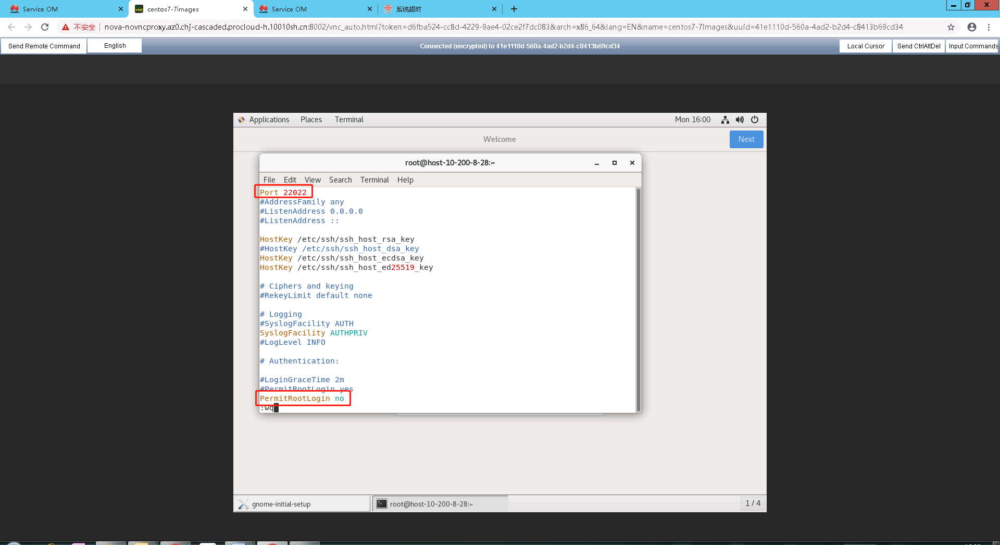 Service OM
centos7-7images
Service OM
系统超时
不安全
nova-novncproxy.az0.chj-cascaded.procloud-h.10010sh.cn:8002/vnc_auto.html?token=d6fba524-cc8d-4229-9ae4-02ce2f7dc083&arch=x86_64&lang=EN&name=centos7-7images&uuid=41e1110d-560a-4ad2-b2d4-c8413b69cd34
Send Remote Command
English
Connected (encrypted) to 41e1110d-560a-4ad2-b2d4-c8413b69cd34
Local Cursor
Send CtrlAltDel
Input Commands
Applications Places Terminal
Mon 16:00
Welcome
Next
root@host-10-200-8-28:~
File Edit View Search Terminal Help
Port 22022
#AddressFamily any
#ListenAddress 0.0.0.0
#ListenAddress ::
HostKey /etc/ssh/ssh_host_rsa_key
#HostKey /etc/ssh/ssh_host_dsa_key
HostKey /etc/ssh/ssh_host_ecdsa_key
HostKey /etc/ssh/ssh_host_ed25519_key
# Ciphers and keying
#RekeyLimit default none
# Logging
#SyslogFacility AUTH
SyslogFacility AUTHPRIV
#LogLevel INFO
# Authentication:
#LoginGraceTime 2m
#PermitRootLogin yes
PermitRootLogin no
:wq
gnome-initial-setup
root@host-10-200-8-28:~
1 / 4